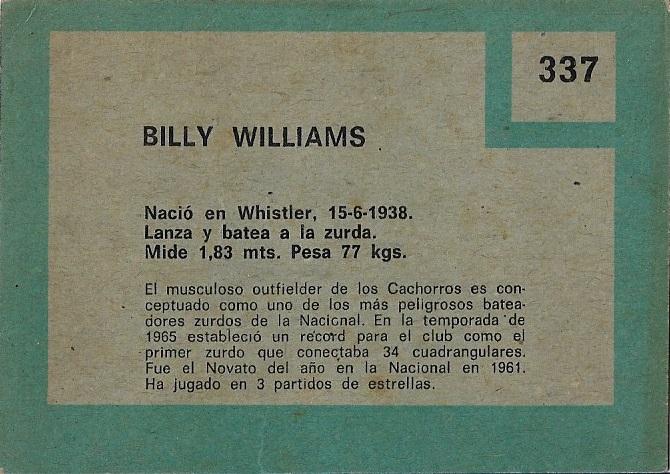 337
BILLY WILLIAMS
Nació en Whistler, 15-6-1938.
Lanza y batea a la zurda.
Mide 1,83 mts. Pesa 77 kgs.
El musculoso outfielder de los Cachorros es con-
ceptuado como uno de los más peligrosos batea-
dores zurdos de la Nacional. En la temporada de
1965 estableció un récord para el club como el
primer zurdo que conectaba 34 cuadrangulares.
Fue el Novato del año en la Nacional en 1961.
Ha jugado en 3 partidos de estrellas.